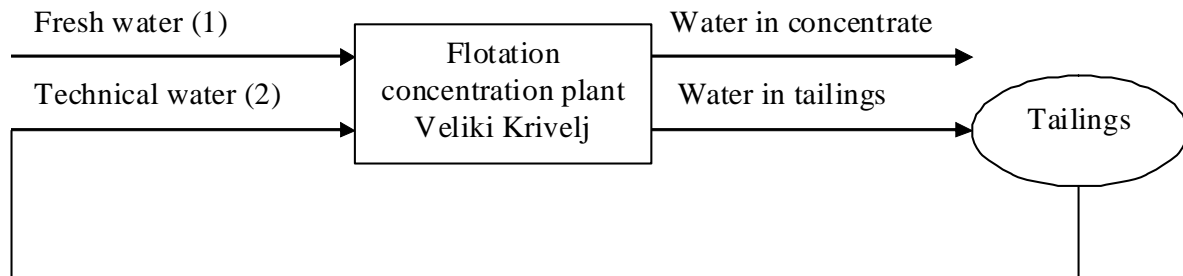 Fresh water (1)
Technical water (2)
Flotation
concentration plant
Veliki Krivelj
Water in concentrate
Water in tailings
Tailings